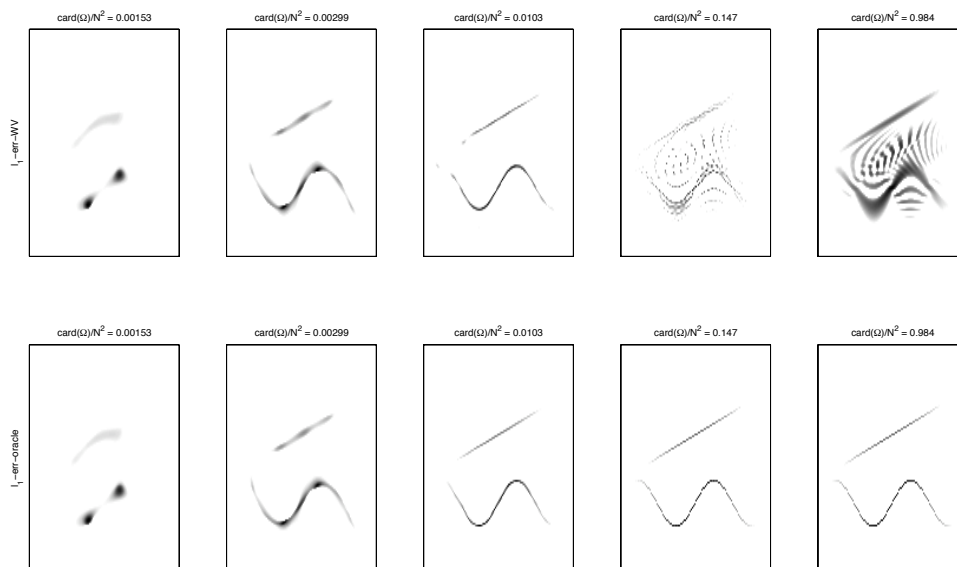 card(Ω)/N² = 0.00153
card(Ω)/N² = 0.00299
card(Ω)/N² = 0.0103
card(Ω)/N² = 0.147
card(Ω)/N² = 0.984
l₁-err-WV
card(Ω)/N² = 0.00153
card(Ω)/N² = 0.00299
card(Ω)/N² = 0.0103
card(Ω)/N² = 0.147
card(Ω)/N² = 0.984
l₁-err-oracle